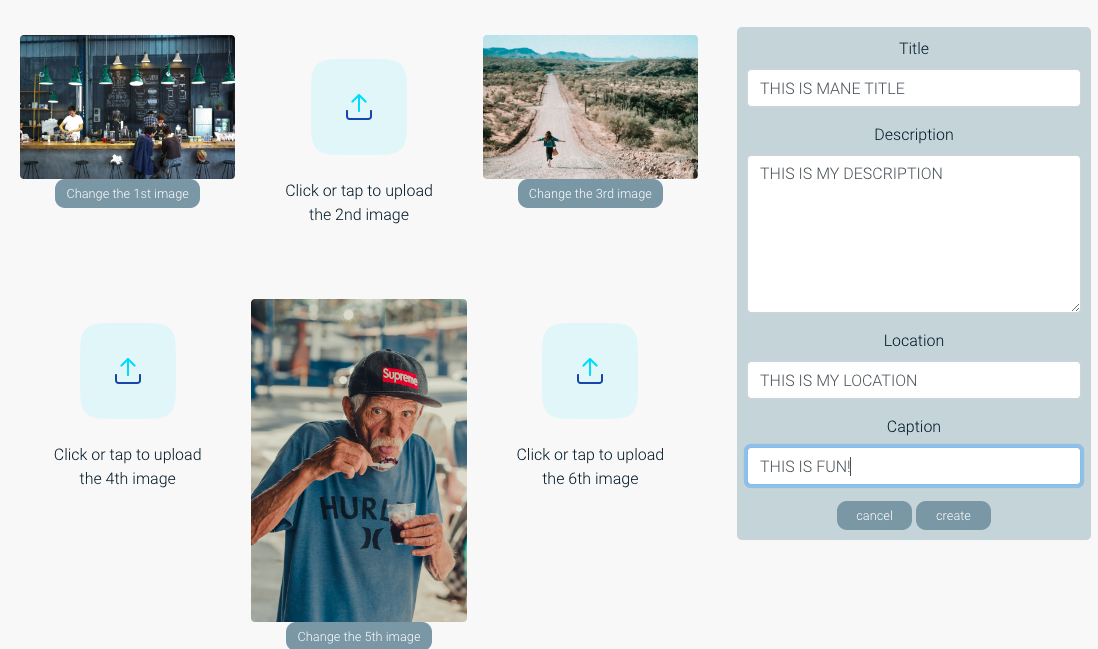 Change the 1st image
Click or tap to upload
the 2nd image
Change the 3rd image
Click or tap to upload
the 4th image
Supreme
HURL
Change the 5th image
Click or tap to upload
the 6th image
Title
THIS IS MANE TITLE
Description
THIS IS MY DESCRIPTION
Location
THIS IS MY LOCATION
Caption
THIS IS FUN!
cancel
create